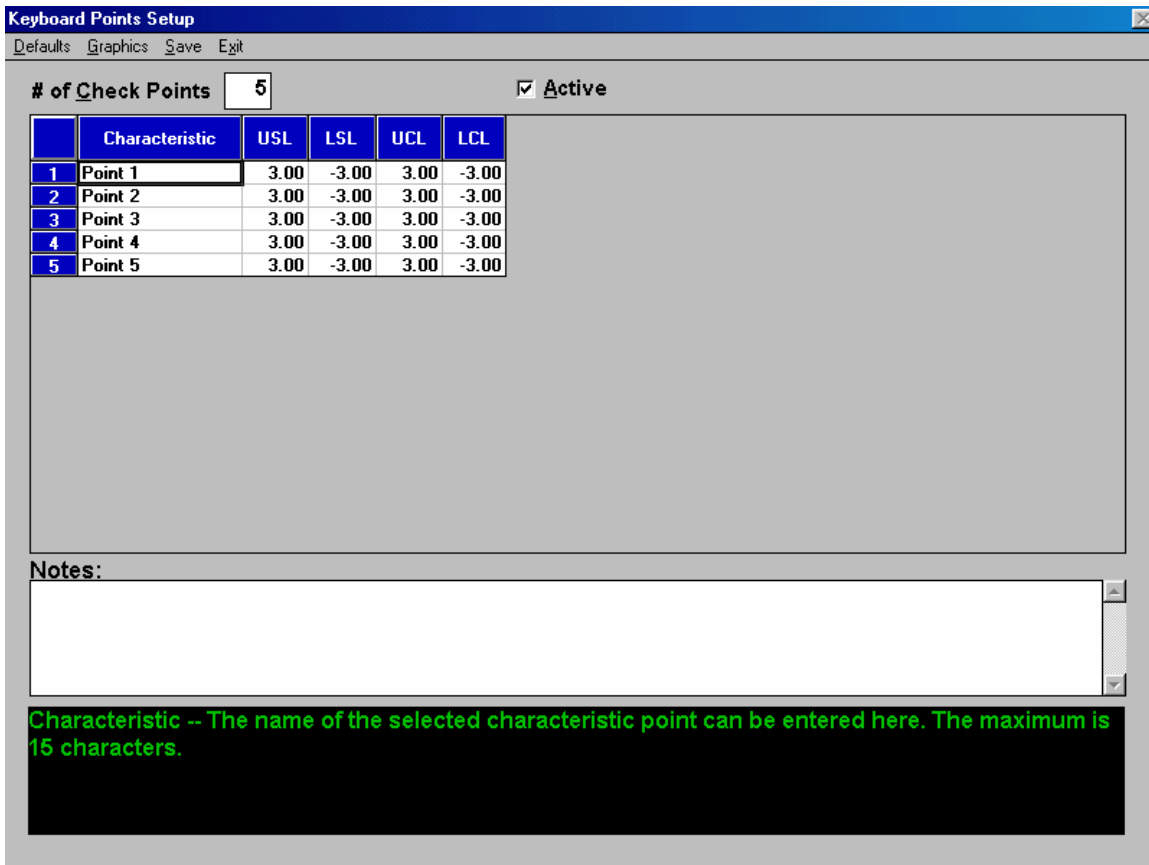 Keyboard Points Setup
Defaults Graphics Save Exit
# of Check Points 5 Active
Characteristic USL LSL UCL LCL
1 Point 1 3.00 -3.00 3.00 -3.00
2 Point 2 3.00 -3.00 3.00 -3.00
3 Point 3 3.00 -3.00 3.00 -3.00
4 Point 4 3.00 -3.00 3.00 -3.00
5 Point 5 3.00 -3.00 3.00 -3.00
Notes:
Characteristic -- The name of the selected characteristic point can be entered here. The maximum is
15 characters.